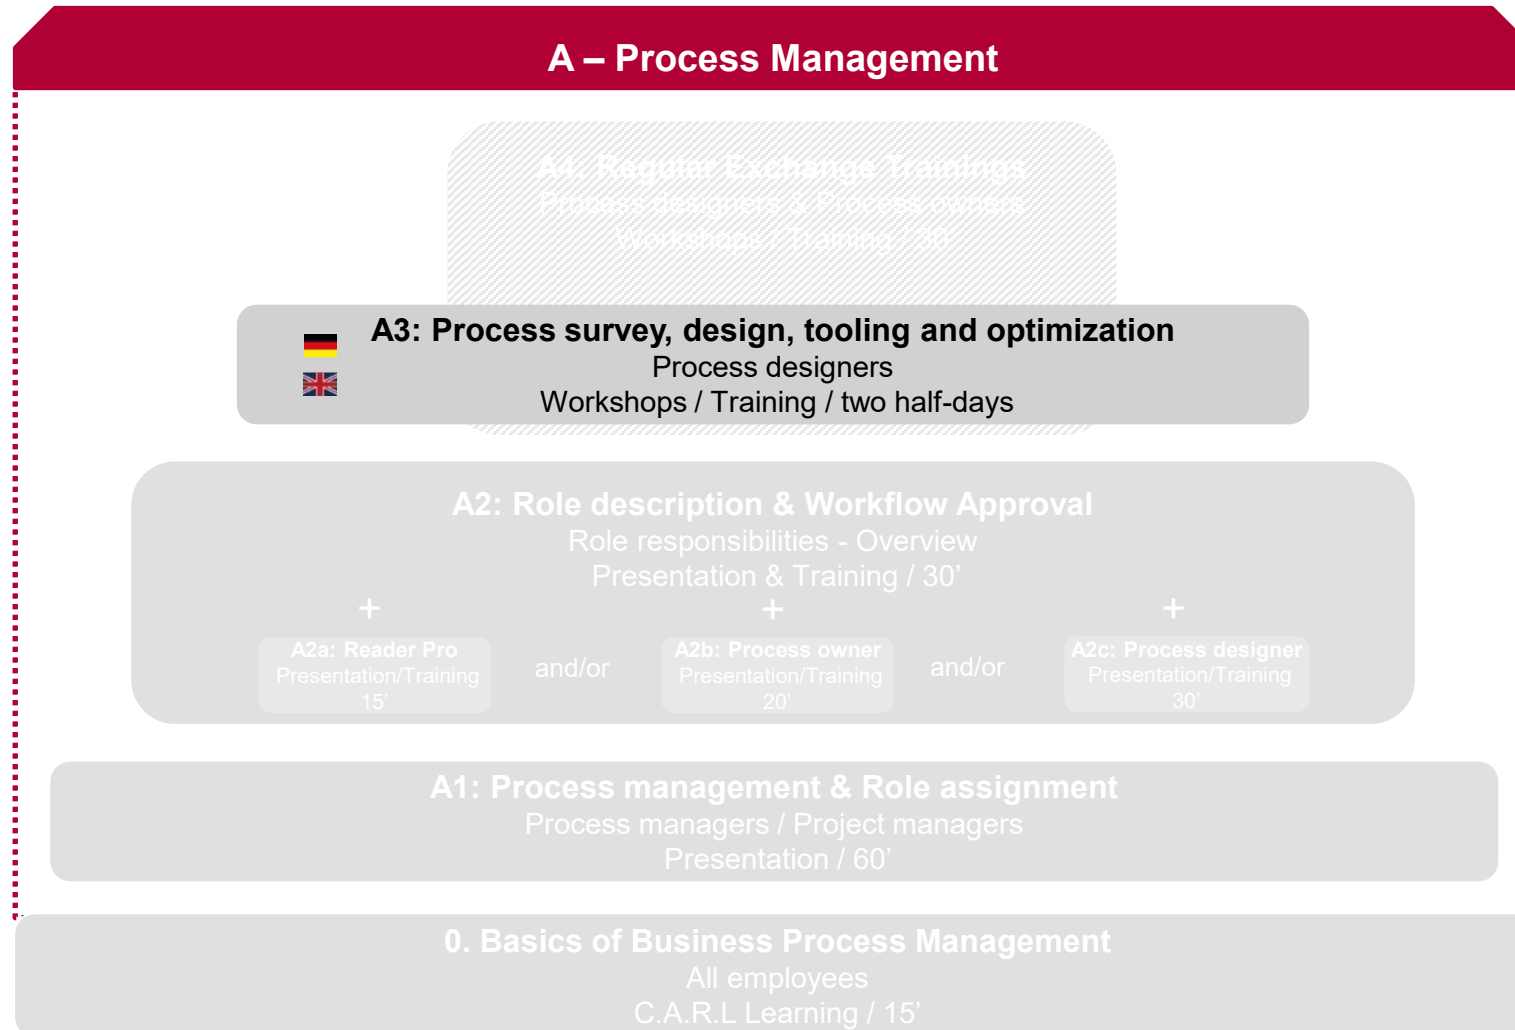 A – Process Management
A4: Regular Exchange Trainings
Process designers & Process owners
Workshops / Training / 30'
A3: Process survey, design, tooling and optimization
Process designers
Workshops / Training / two half-days
A2: Role description & Workflow Approval
Role responsibilities - Overview
Presentation & Training / 30’
+ + +
A2a: Reader Pro
Presentation/Training
15’
and/or
A2b: Process owner
Presentation/Training
20’
and/or
A2c: Process designer
Presentation/Training
30’
A1: Process management & Role assignment
Process managers / Project managers
Presentation / 60’
0. Basics of Business Process Management
All employees
C.A.R.L Learning / 15’